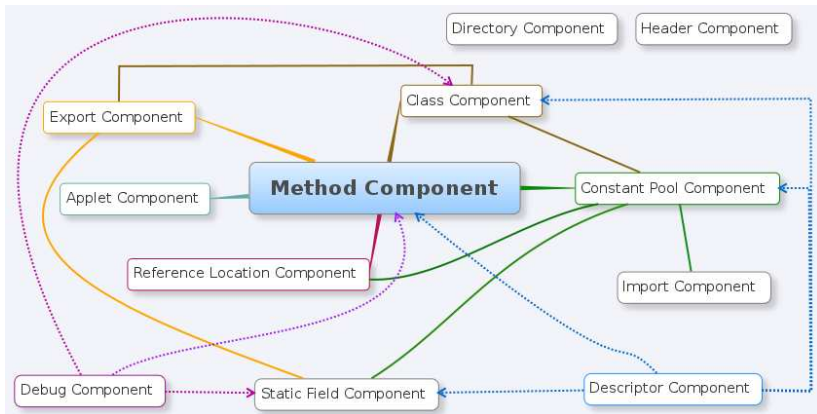 Directory Component
Header Component
Class Component
Export Component
Method Component
Constant Pool Component
Applet Component
Reference Location Component
Import Component
Debug Component
Static Field Component
Descriptor Component